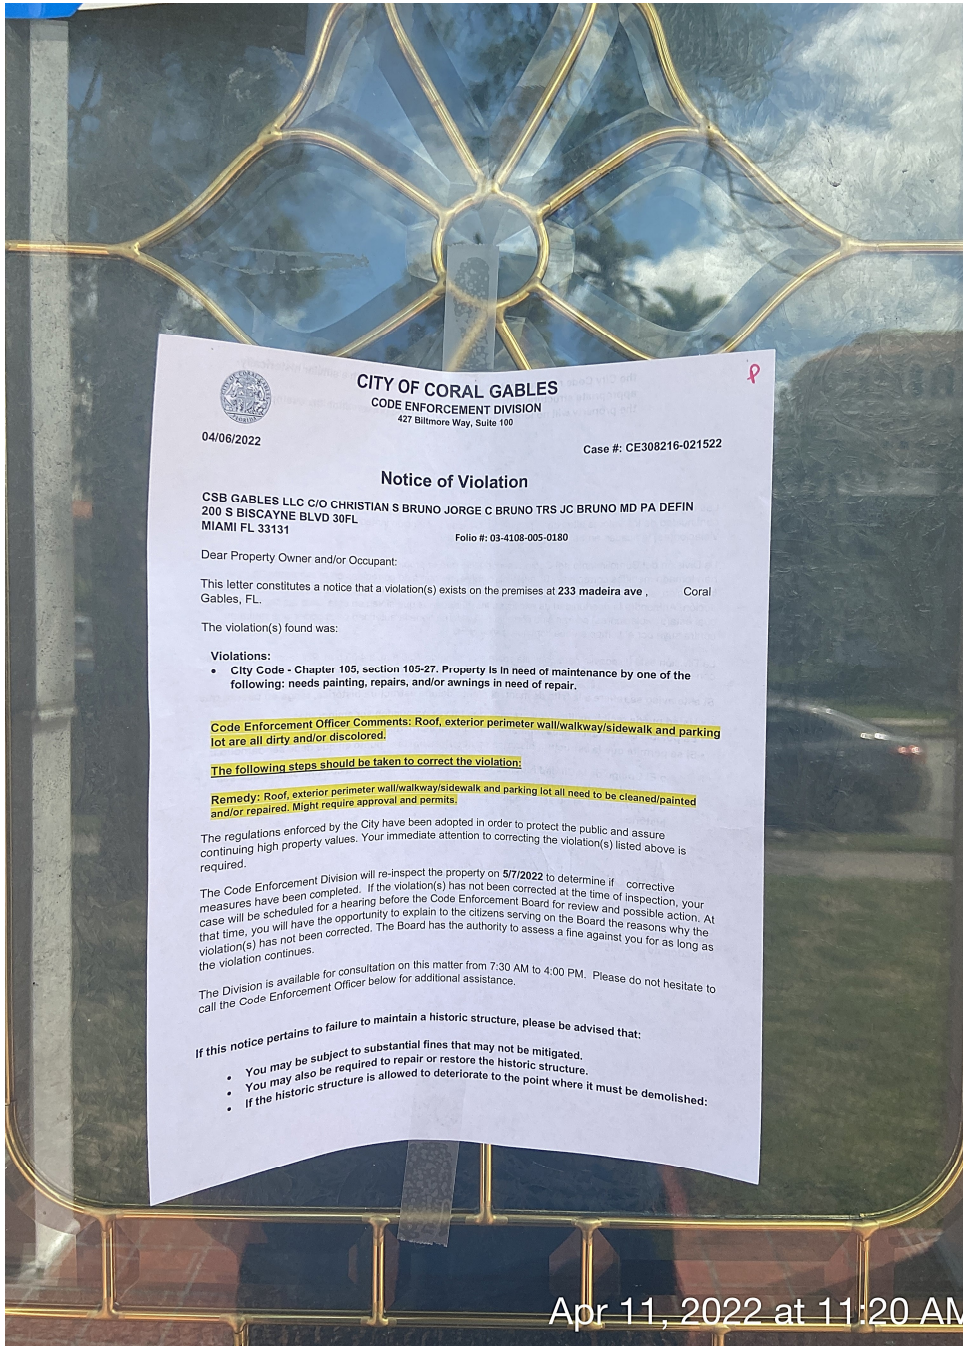 CITY OF CORAL GABLES
CODE ENFORCEMENT DIVISION
427 Biltmore Way, Suite 100
04/06/2022
Case #: CE308216-021522
Notice of Violation
CSB GABLES LLC C/O CHRISTIAN S BRUNO JORGE C BRUNO TRS JC BRUNO MD PA DEFIN
200 S BISCAYNE BLVD 30FL
MIAMI FL 33131
Folio #: 03-4108-005-0180
Dear Property Owner and/or Occupant:
This letter constitutes a notice that a violation(s) exists on the premises at 233 madeira ave , Coral
Gables, FL.
The violation(s) found was:
Violations:
• City Code - Chapter 105, section 105-27. Property is in need of maintenance by one of the
following: needs painting, repairs, and/or awnings in need of repair.
Code Enforcement Officer Comments: Roof, exterior perimeter wall/walkway/sidewalk and parking
lot are all dirty and/or discolored.
The following steps should be taken to correct the violation:
Remedy: Roof, exterior perimeter wall/walkway/sidewalk and parking lot all need to be cleaned/painted
and/or repaired. Might require approval and permits.
The regulations enforced by the City have been adopted in order to protect the public and assure
continuing high property values. Your immediate attention to correcting the violation(s) listed above is
required.
The Code Enforcement Division will re-inspect the property on 5/7/2022 to determine if corrective
measures have been completed. If the violation(s) has not been corrected at the time of inspection, your
case will be scheduled for a hearing before the Code Enforcement Board for review and possible action. At
that time, you will have the opportunity to explain to the citizens serving on the Board the reasons why the
violation(s) has not been corrected. The Board has the authority to assess a fine against you for as long as
the violation continues.
The Division is available for consultation on this matter from 7:30 AM to 4:00 PM. Please do not hesitate to
call the Code Enforcement Officer below for additional assistance.
If this notice pertains to failure to maintain a historic structure, please be advised that:
• You may be subject to substantial fines that may not be mitigated.
• You may also be required to repair or restore the historic structure.
• If the historic structure is allowed to deteriorate to the point where it must be demolished:
Apr 11, 2022 at 11:20 AM